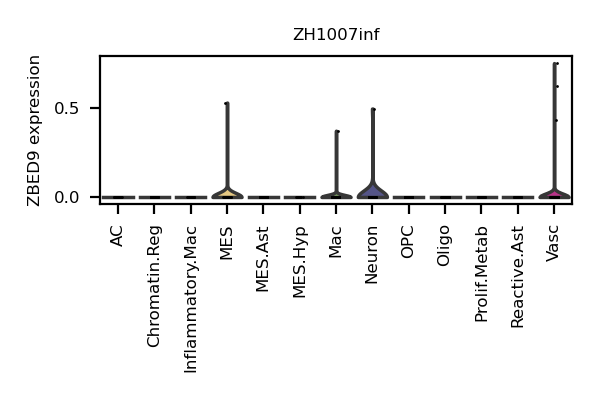 ZH1007inf
ZBED9 expression
0.5
0.0
AC
Chromatin.Reg
Inflammatory.Mac
MES
MES.Ast
MES.Hyp
Mac
Neuron
OPC
Oligo
Prolif.Metab
Reactive.Ast
Vasc